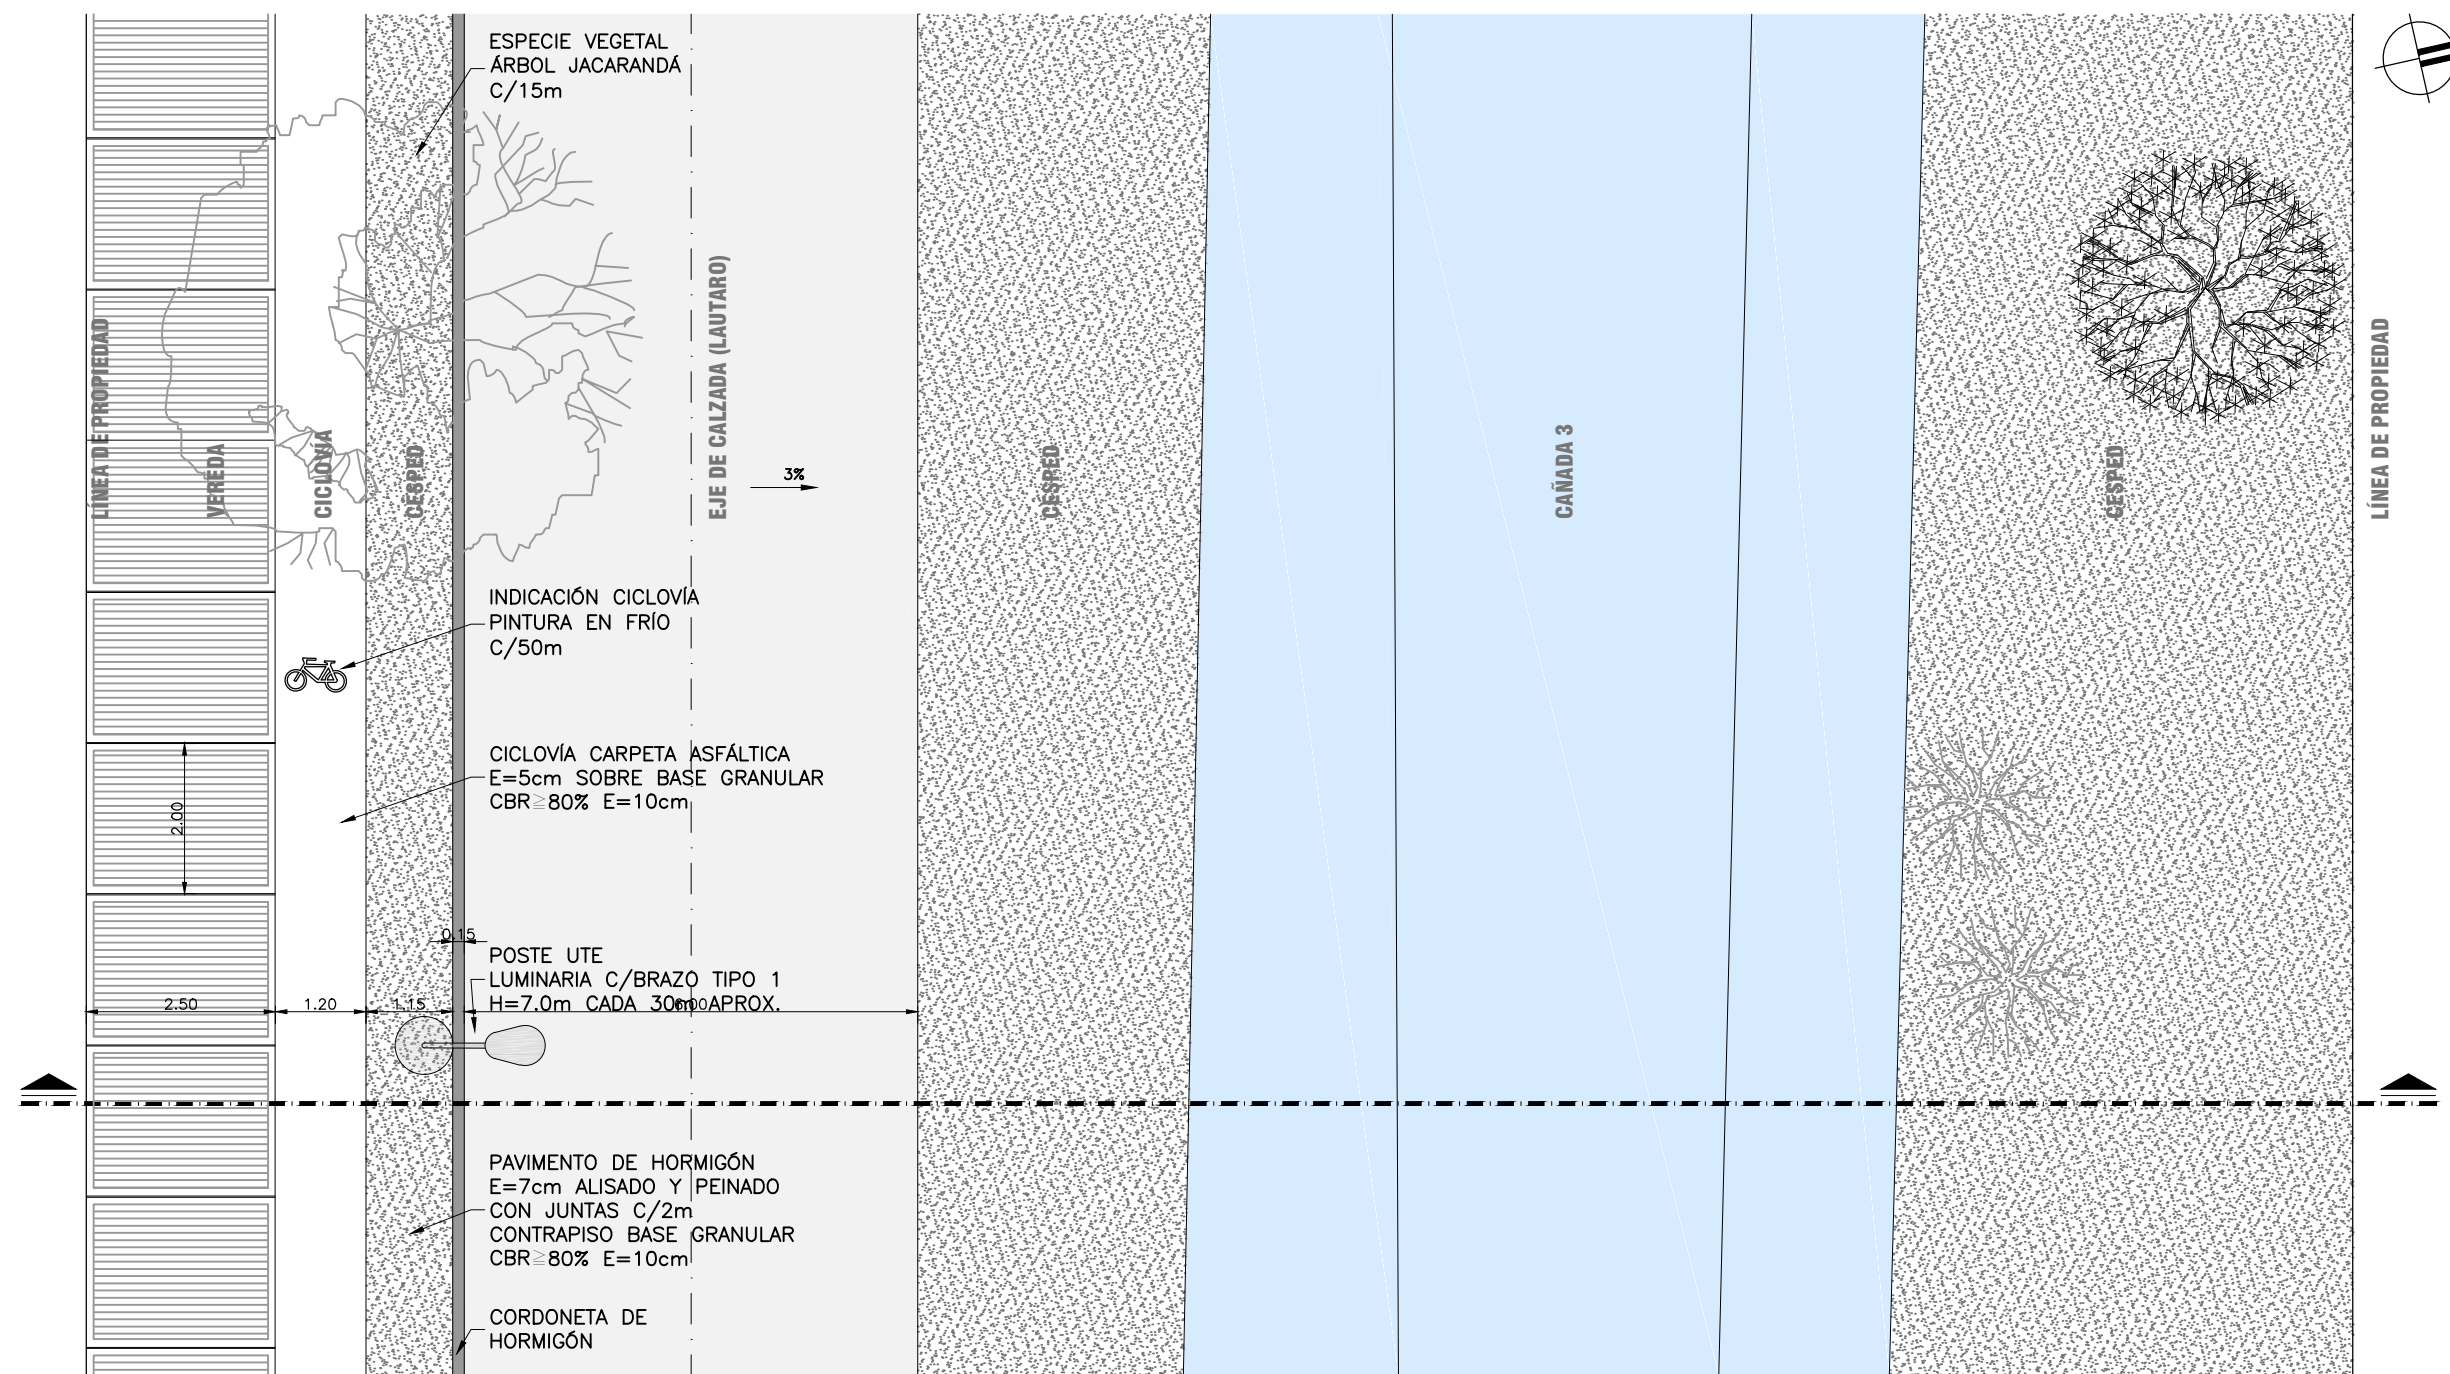 ESPECIE VEGETAL
ÁRBOL JACARANDÁ
C/15m
LÍNEA DE PROPIEDAD
VEREDA
CICLOVÍA
CÉSPED
EJE DE CALZADA (LAUTARO)
3%
CÉSPED
CAÑADA 3
CÉSPED
LÍNEA DE PROPIEDAD
INDICACIÓN CICLOVÍA
PINTURA EN FRÍO
C/50m
CICLOVÍA CARPETA ASFÁLTICA
E=5cm SOBRE BASE GRANULAR
CBR≧80% E=10cm
2.00
0.15
POSTE UTE
LUMINARIA C/BRAZO TIPO 1
H=7.0m CADA 30m APROX.
2.50
1.20
1.15
6.00
PAVIMENTO DE HORMIGÓN
E=7cm ALISADO Y PEINADO
CON JUNTAS C/2m
CONTRAPISO BASE GRANULAR
CBR≧80% E=10cm
CORDONETA DE
HORMIGÓN